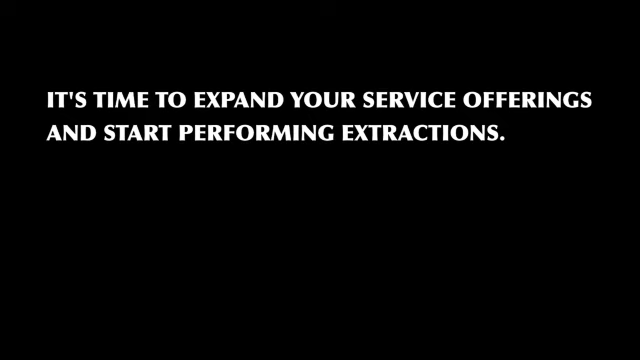 IT'S TIME TO EXPAND YOUR SERVICE OFFERINGS
AND START PERFORMING EXTRACTIONS.